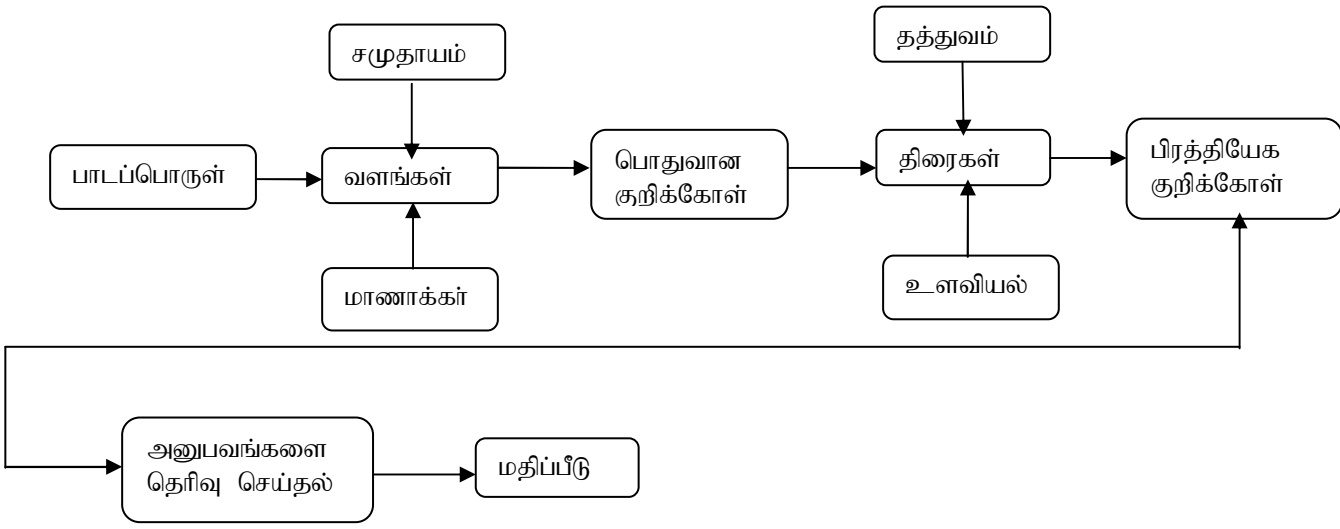 சமுதாயம்
தத்துவம்
பாடப்பொருள்
வளங்கள்
பொதுவான
குறிக்கோள்
திரைகள்
பிரத்தியேக
குறிக்கோள்
மாணாக்கர்
உளவியல்
அனுபவங்களை
தெரிவு செய்தல்
மதிப்பீடு